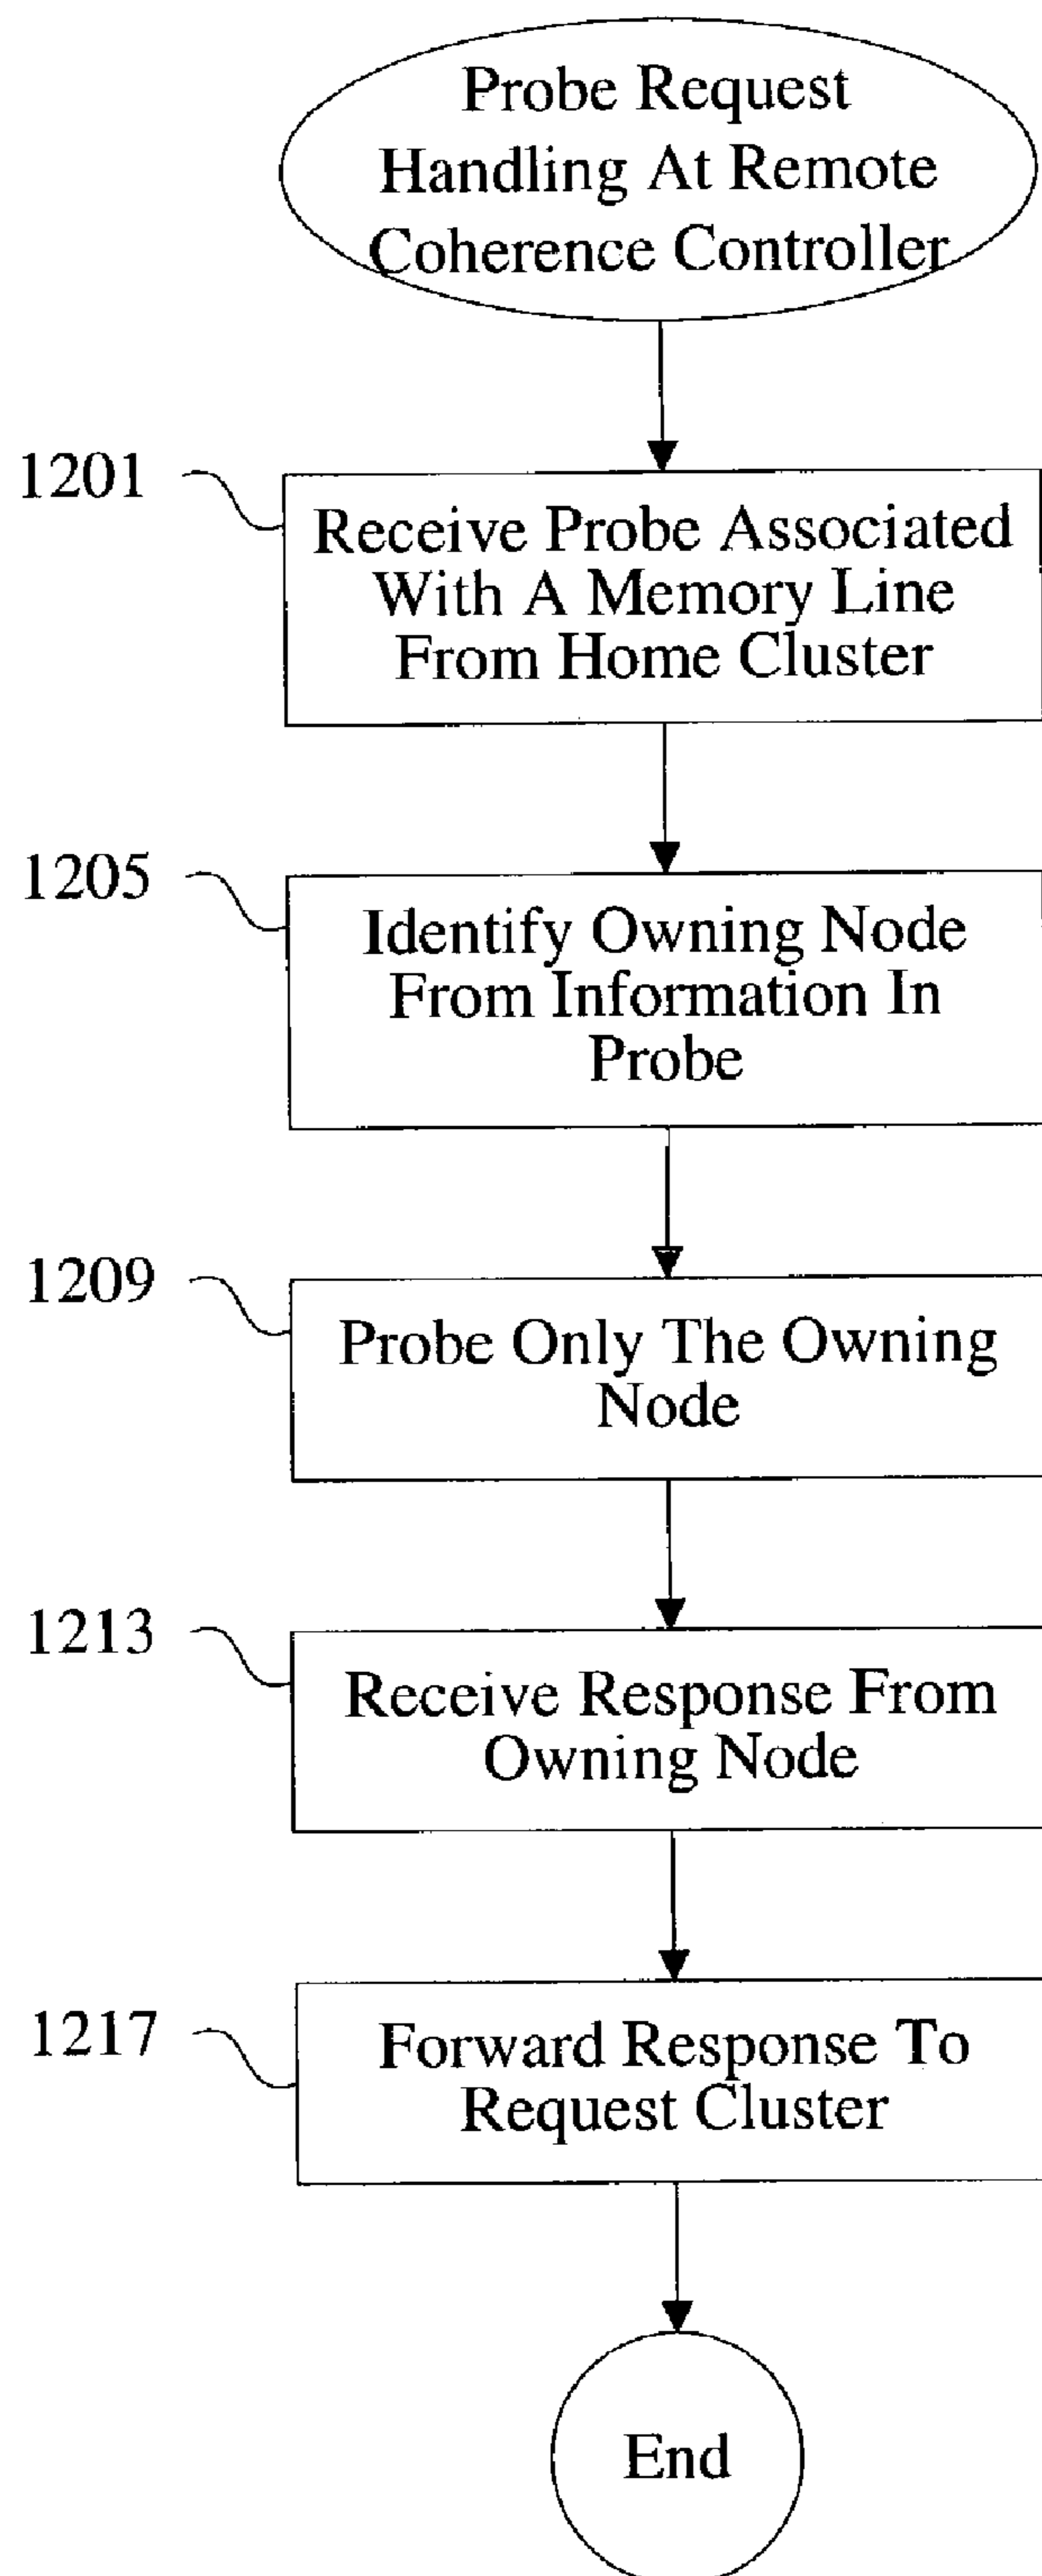 Probe Request
Handling At Remote
Coherence Controller
1201
Receive Probe Associated
With A Memory Line
From Home Cluster
1205
Identify Owning Node
From Information In
Probe
1209
Probe Only The Owning
Node
1213
Receive Response From
Owning Node
1217
Forward Response To
Request Cluster
End